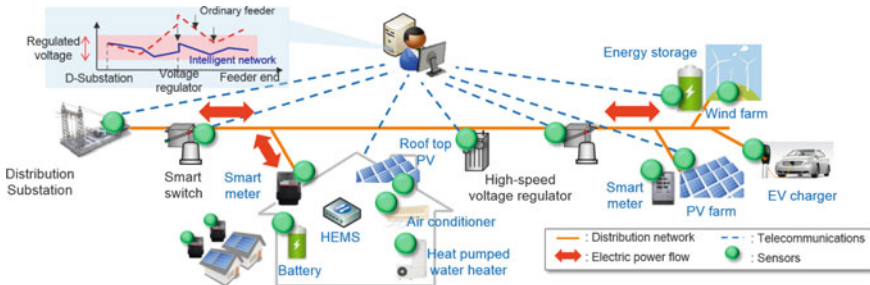 Ordinary feeder
Regulated
voltage
Intelligent network
D-Substation
Voltage
regulator
Feeder end
Energy storage
Wind farm
Distribution
Substation
Smart
switch
Smart
meter
Roof top
PV
High-speed
voltage regulator
Smart
meter
PV farm
EV charger
HEMS
Air conditioner
Battery
Heat pumped
water heater
: Distribution network
: Telecommunications
: Electric power flow
: Sensors